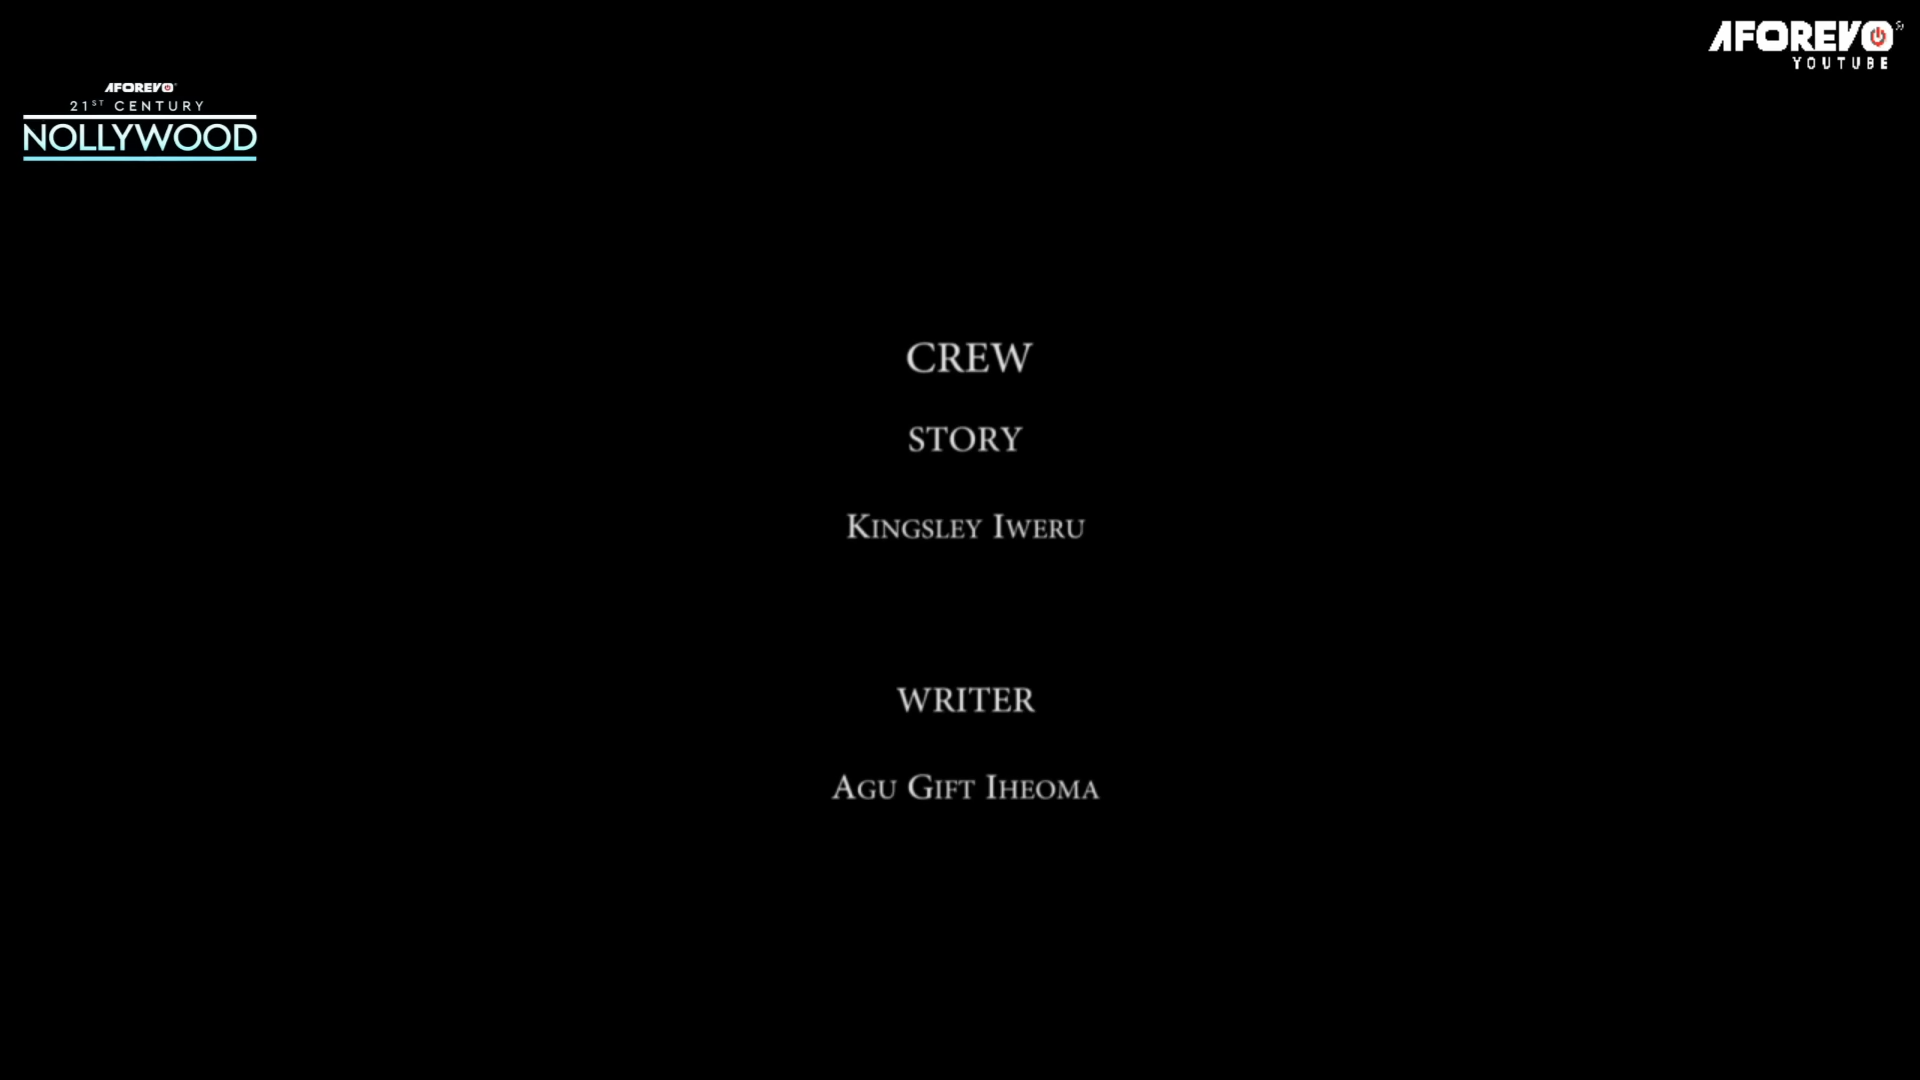 AFOREVO
YOUTUBE
AFOREVO
21ST CENTURY
NOLLYWOOD
CREW
STORY
KINGSLEY IWERU
WRITER
AGU GIFT IHEOMA